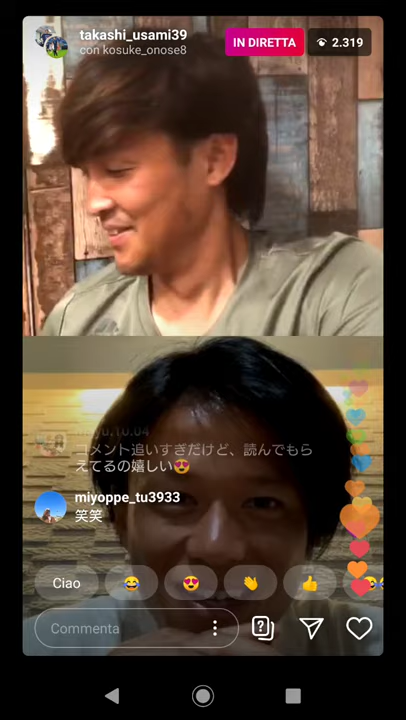 takashi_usami39
con kosuke_onose8
IN DIRETTA
2.319
コメント追いすぎだけど、読んでもら
えてるの嬉しい😍
miyoppe_tu3933
笑笑
Ciao
Commenta